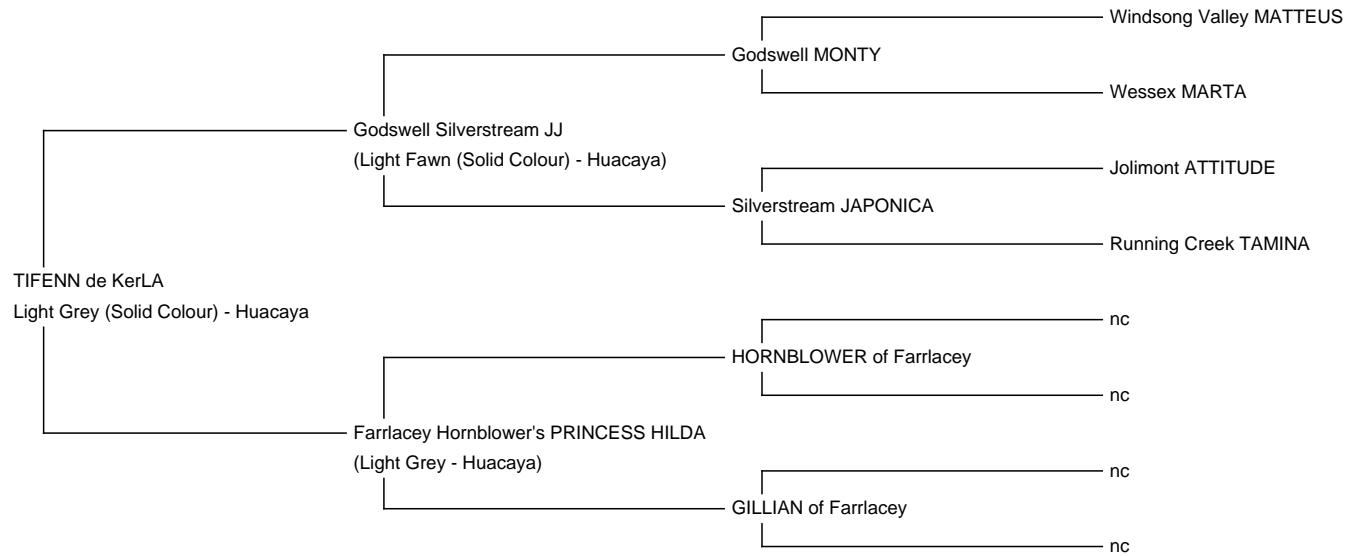 Windsong Valley MATTEUS
Godswell MONTY
Wessex MARTA
Godswell Silverstream JJ
(Light Fawn (Solid Colour) - Huacaya)
Jolimont ATTITUDE
Silverstream JAPONICA
Running Creek TAMINA
TIFENN de KerLA
Light Grey (Solid Colour) - Huacaya
nc
HORNBLOWER of Farrlacey
nc
Farrlacey Hornblower's PRINCESS HILDA
(Light Grey - Huacaya)
nc
GILLIAN of Farrlacey
nc